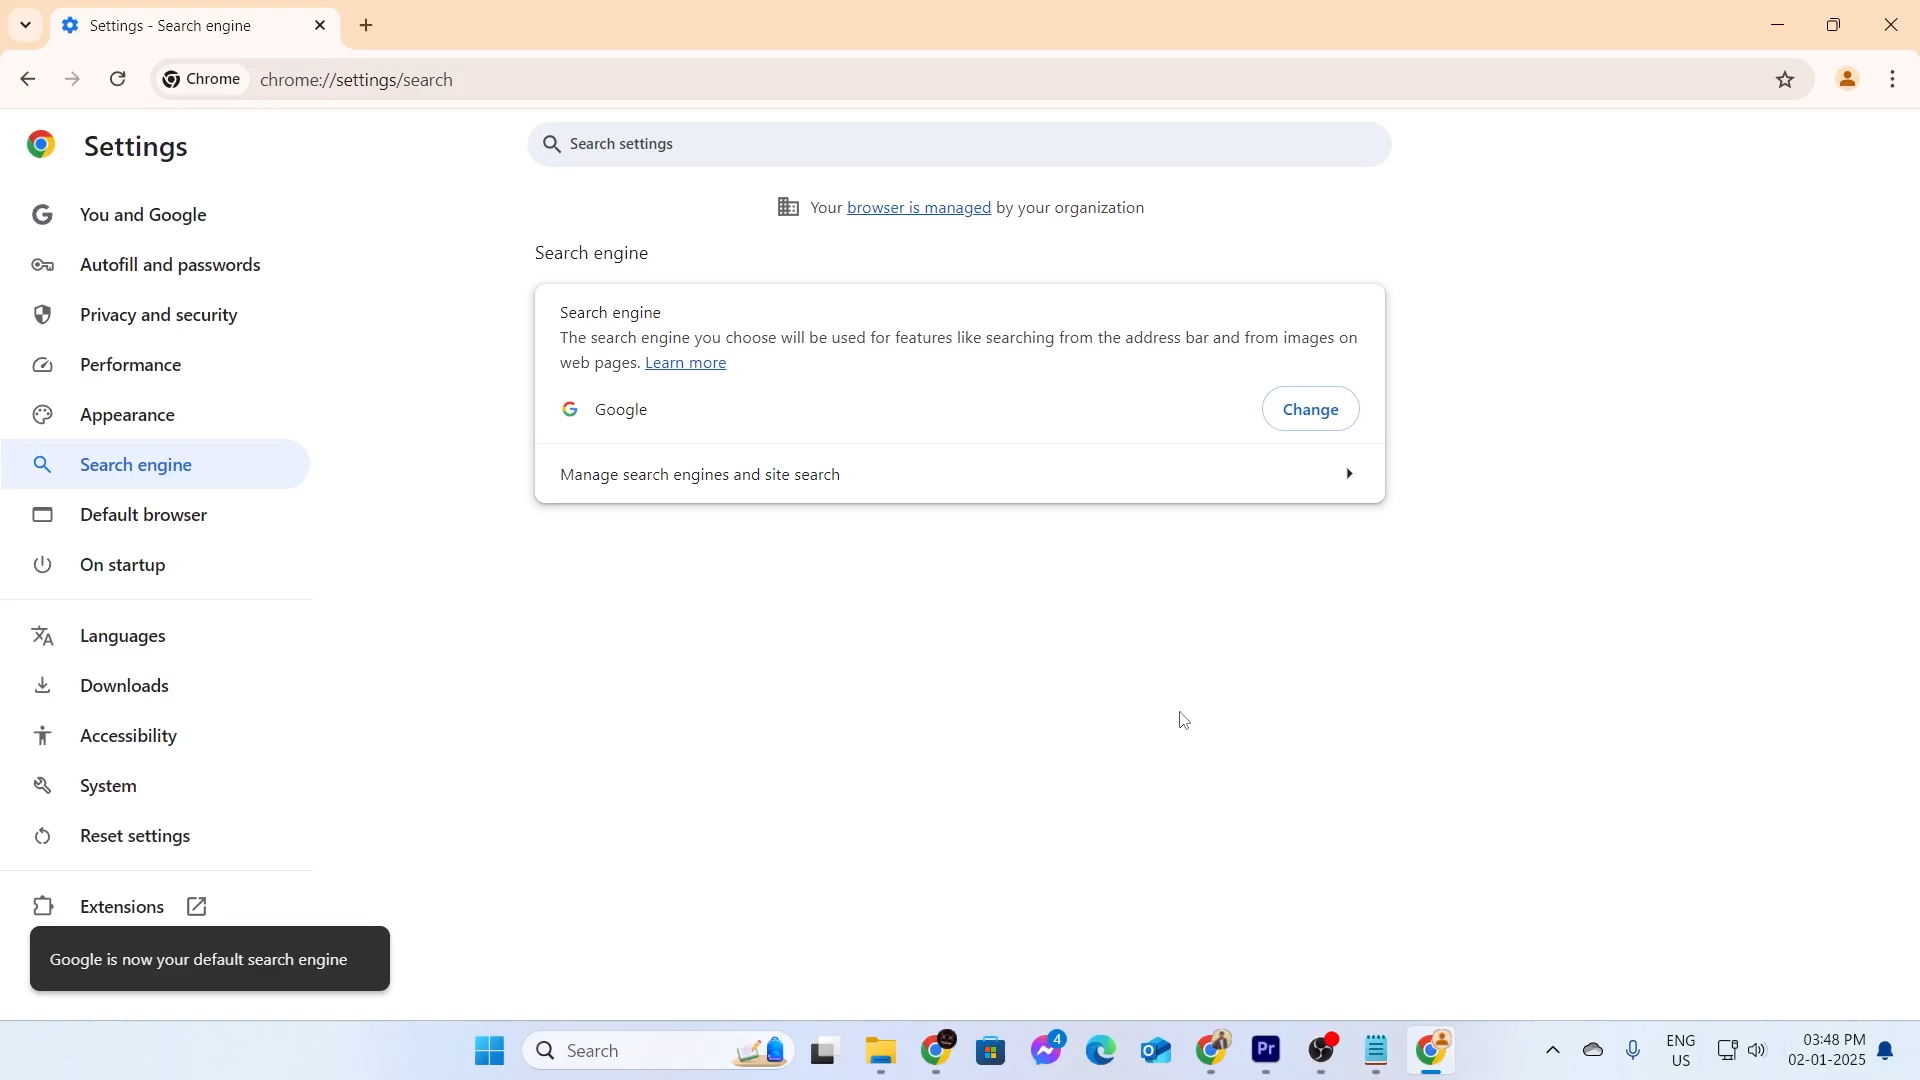 Settings - Search engine
Chrome
chrome://settings/search
Settings
Search settings
Your browser is managed by your organization
You and Google
Autofill and passwords
Privacy and security
Performance
Appearance
Search engine
Default browser
On startup
Languages
Downloads
Accessibility
System
Reset settings
Extensions
Search engine
Search engine
The search engine you choose will be used for features like searching from the address bar and from images on
web pages. Learn more
Google
Change
Manage search engines and site search
Google is now your default search engine
Search
4
Pr
ENG
US
03:48 PM
02-01-2025